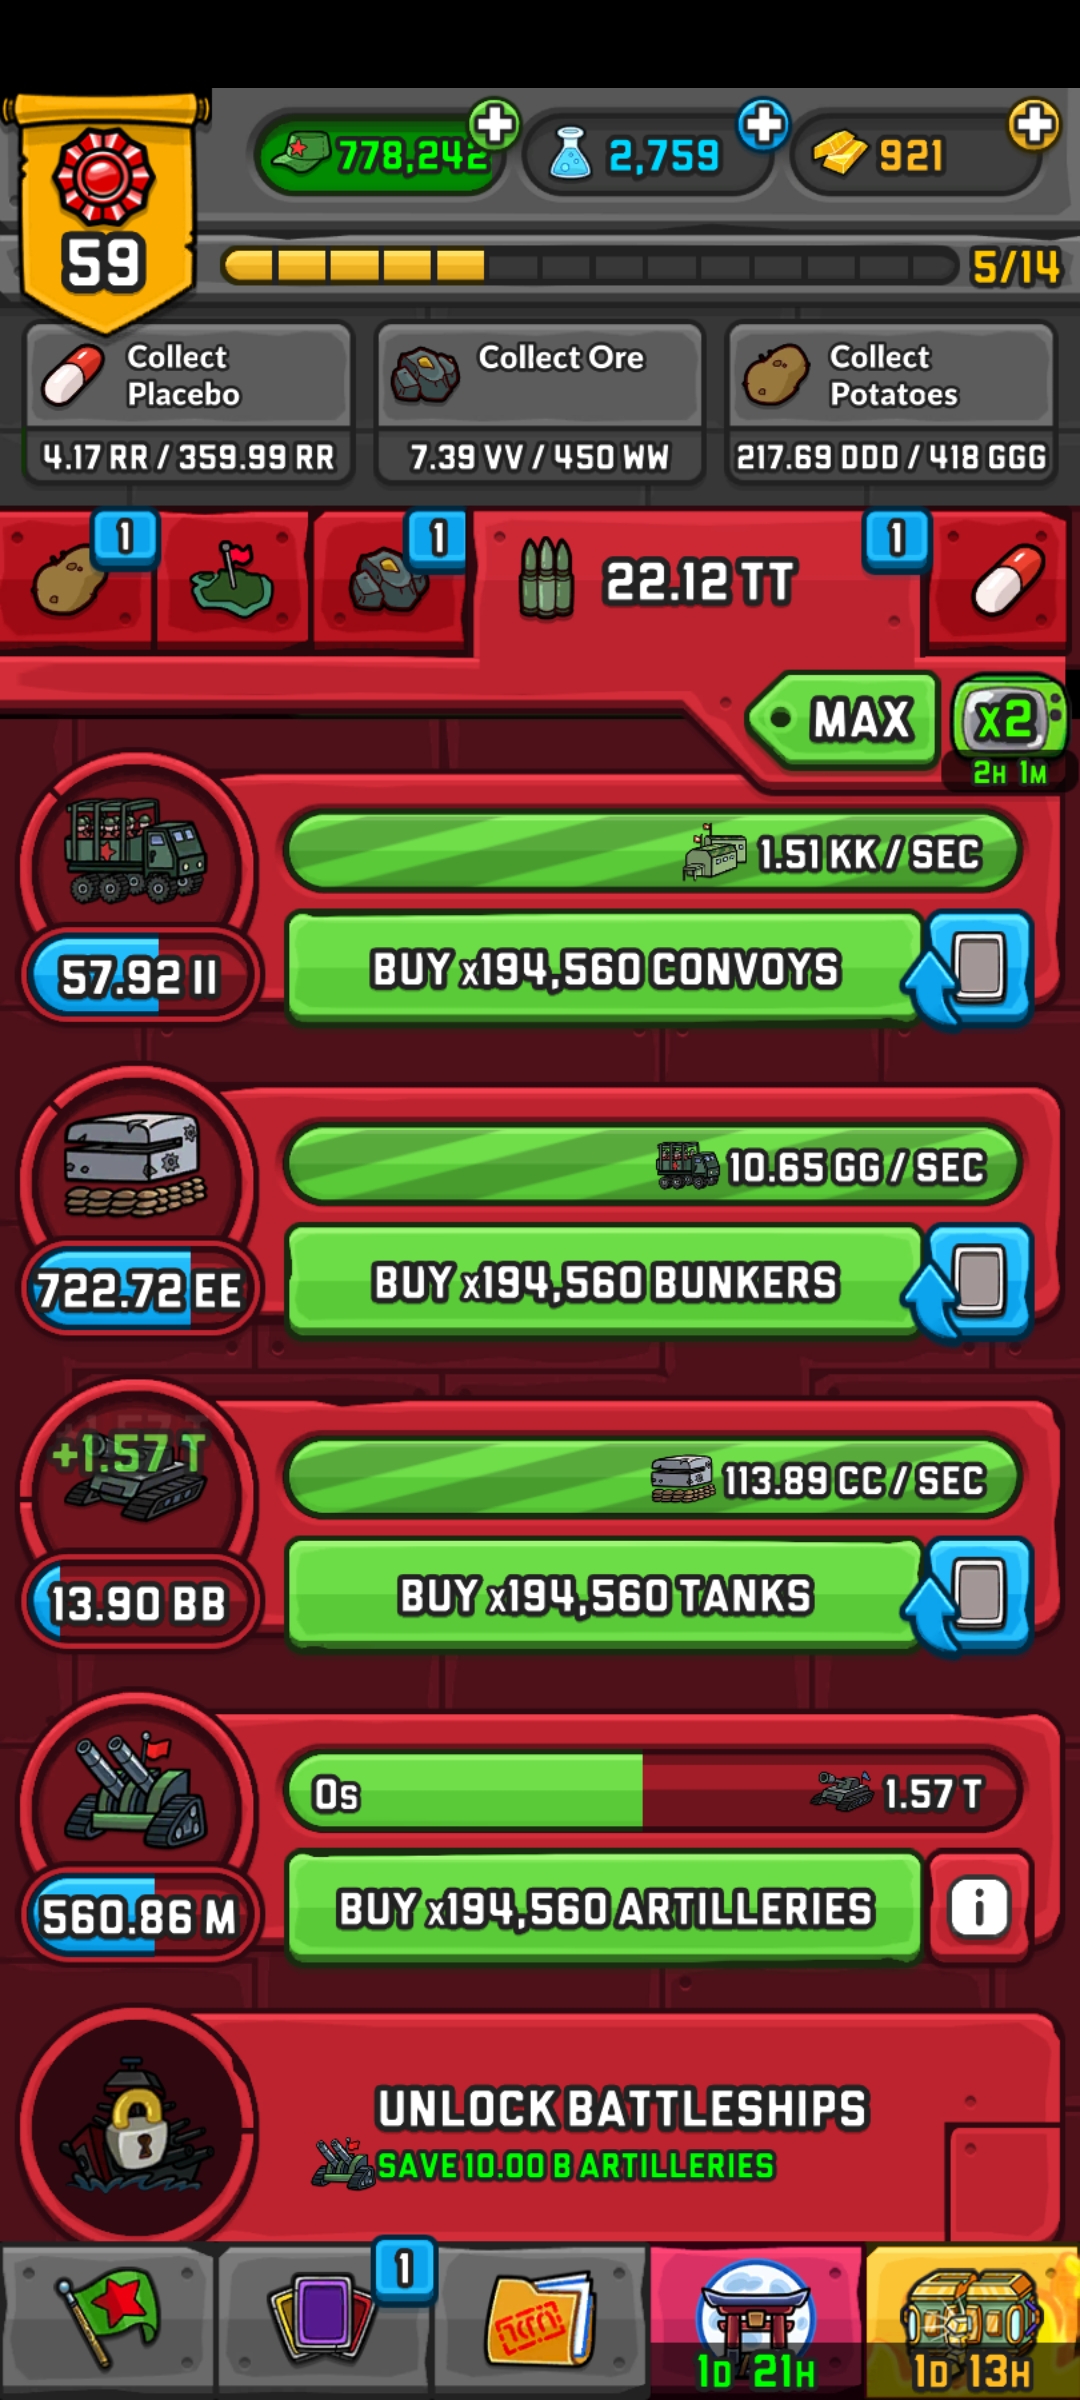 778,242
2,759
921
59
5/14
Collect
Placebo
4.17 RR / 359.99 RR
Collect Ore
7.39 VV / 450 WW
Collect
Potatoes
217.69 DDD / 418 GGG
1
1
22.12 TT
1
MAX
x2
2H 1M
1.51 KK / SEC
57.92 II
BUY x194,560 CONVOYS
10.65 GG / SEC
722.72 EE
BUY x194,560 BUNKERS
+1.57 T
113.89 CC / SEC
13.90 BB
BUY x194,560 TANKS
0s
1.57 T
560.86 M
BUY x194,560 ARTILLERIES
i
UNLOCK BATTLESHIPS
SAVE 10.00 B ARTILLERIES
1
1D 21H
1D 13H